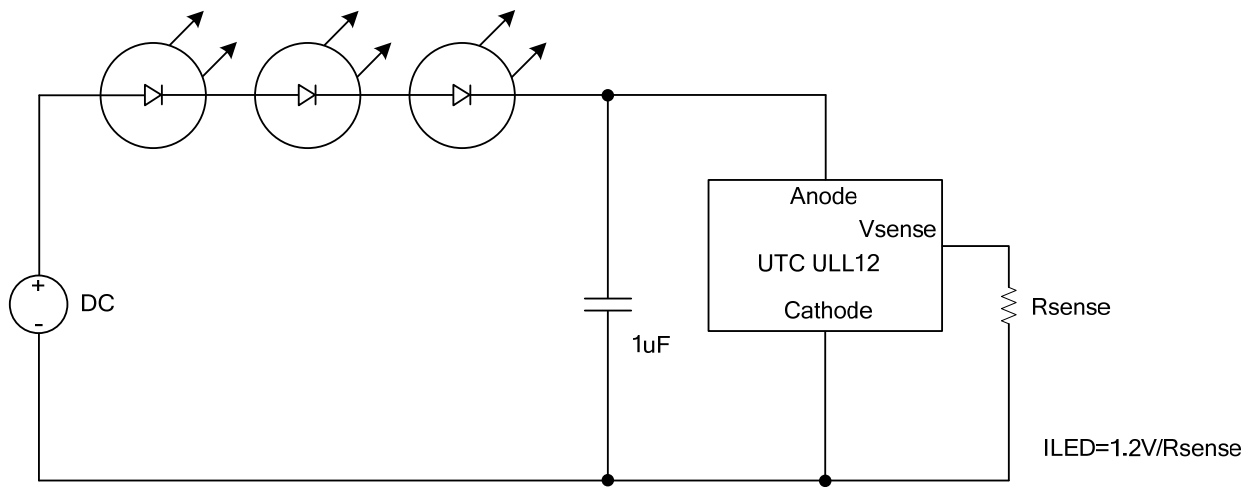 +
-
DC
1uF
Anode
Vsense
UTC ULL12
Cathode
Rsense
ILED=1.2V/Rsense